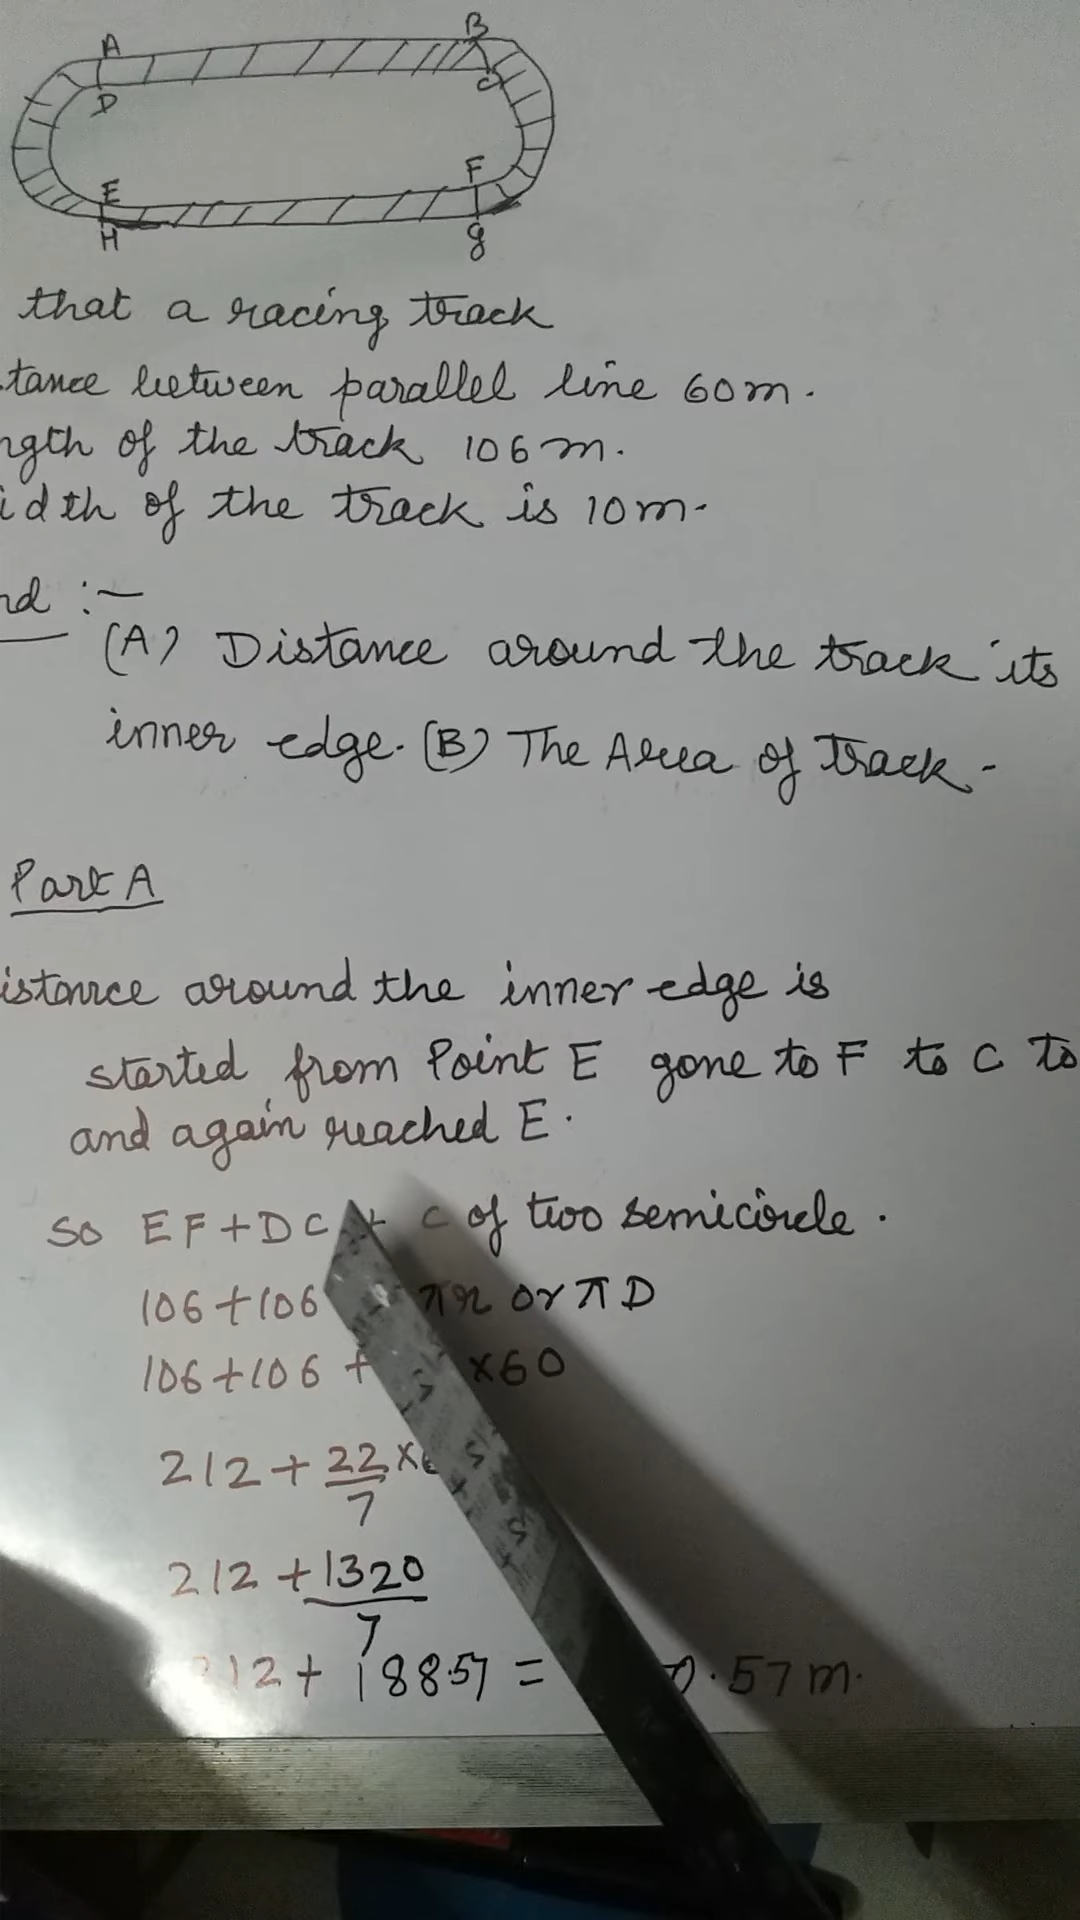 A B
D C
E F
H g
that a racing track
tance between parallel line 60m.
ngth of the track 106m.
idth of the track is 10m.
nd :-
(A) Distance around the track its
inner edge. (B) The Area of track.
Part A
istance around the inner edge is
started from Point E gone to F to C to
and again reached E.
So EF+DC + C of two semicircle.
106+106 πr or πD
106+106 + ×60
212 + 22/7 ×
212 + 1320/7
212 + 188.57 = .57m.